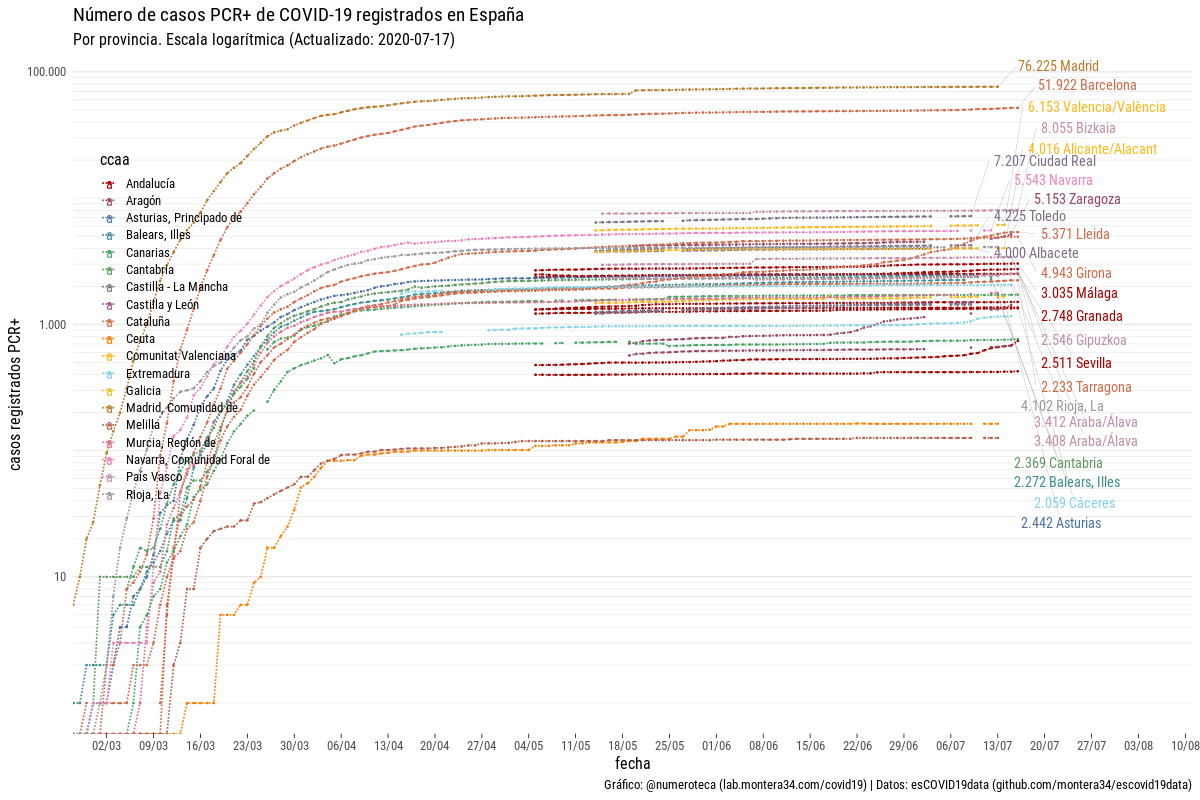 Número de casos PCR+ de COVID-19 registrados en España
Por provincia. Escala logarítmica (Actualizado: 2020-07-17)
100.000
1.000
10
casos registrados PCR+
ccaa
Andalucía
Aragón
Asturias, Principado de
Balears, Illes
Canarias
Cantabria
Castilla - La Mancha
Castilla y León
Cataluña
Ceuta
Comunitat Valenciana
Extremadura
Galicia
Madrid, Comunidad de
Melilla
Murcia, Región de
Navarra, Comunidad Foral de
País Vasco
Rioja, La
76.225 Madrid
51.922 Barcelona
6.153 Valencia/València
8.055 Bizkaia
4.016 Alicante/Alacant
7.207 Ciudad Real
5.543 Navarra
5.153 Zaragoza
4.225 Toledo
5.371 Lleida
4.000 Albacete
4.943 Girona
3.035 Málaga
2.748 Granada
2.546 Gipuzkoa
2.511 Sevilla
2.233 Tarragona
4.102 Rioja, La
3.412 Araba/Álava
3.408 Araba/Álava
2.369 Cantabria
2.272 Balears, Illes
2.059 Cáceres
2.442 Asturias
02/03 09/03 16/03 23/03 30/03 06/04 13/04 20/04 27/04 04/05 11/05 18/05 25/05 01/06 08/06 15/06 22/06 29/06 06/07 13/07 20/07 27/07 03/08 10/08
fecha
Gráfico: @numeroteca (lab.montera34.com/covid19) | Datos: esCOVID19data (github.com/montera34/escovid19data)